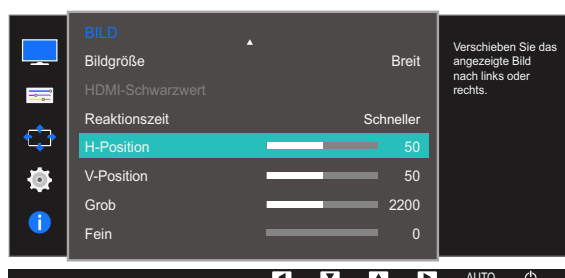 BILD
Bildgröße Breit
HDMI-Schwarzwert
Reaktionszeit Schneller
H-Position 50
V-Position 50
Grob 2200
Fein 0
Verschieben Sie das
angezeigte Bild
nach links oder
rechts.
AUTO